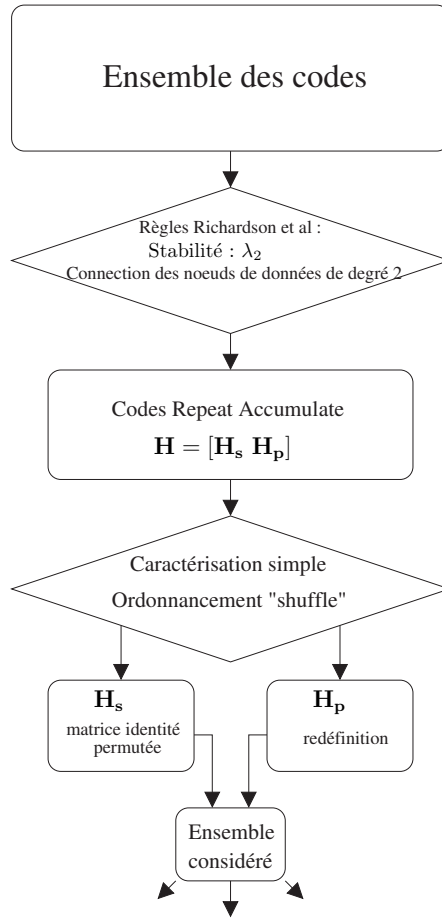 Ensemble des codes
Règles Richardson et al :
Stabilité : λ₂
Connection des noeuds de données de degré 2
Codes Repeat Accumulate
H = [Hₛ Hₚ]
Caractérisation simple
Ordonnancement "shuffle"
Hₛ
matrice identité
permutée
Hₚ
redéfinition
Ensemble
considéré